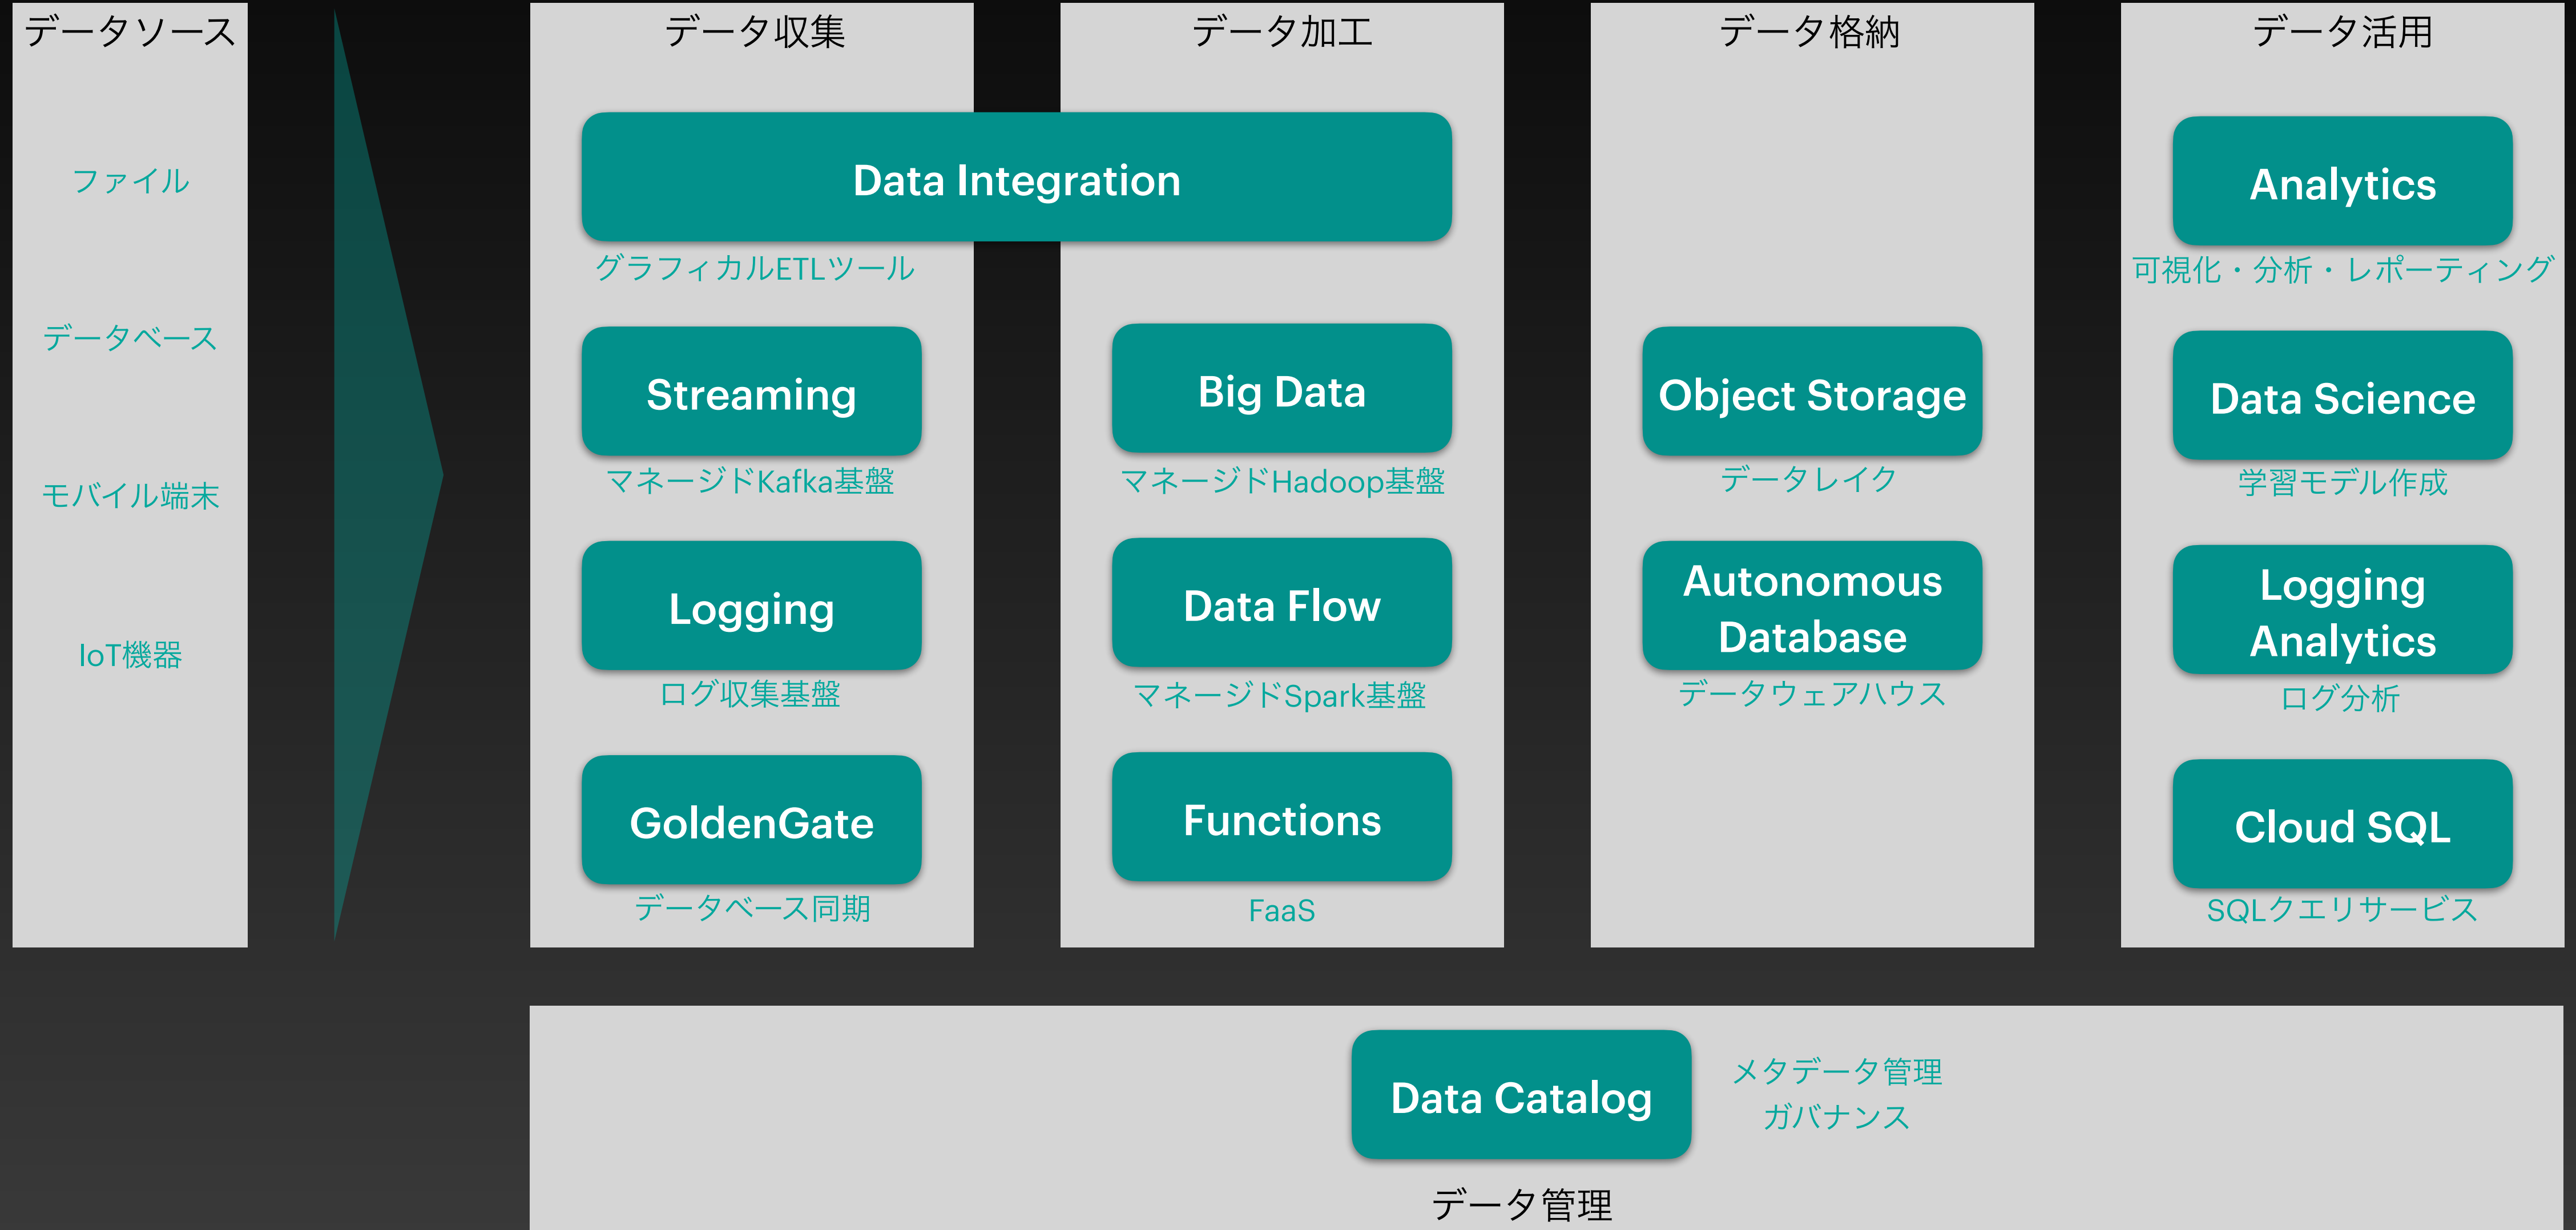 データソース
ファイル
データベース
モバイル端末
IoT機器
データ収集
データ加工
Data Integration
グラフィカルETLツール
Streaming
マネージドKafka基盤
Logging
ログ収集基盤
GoldenGate
データベース同期
Big Data
マネージドHadoop基盤
Data Flow
マネージドSpark基盤
Functions
FaaS
データ格納
Object Storage
データレイク
Autonomous
Database
データウェアハウス
データ活用
Analytics
可視化・分析・レポーティング
Data Science
学習モデル作成
Logging
Analytics
ログ分析
Cloud SQL
SQLクエリサービス
Data Catalog
メタデータ管理
ガバナンス
データ管理